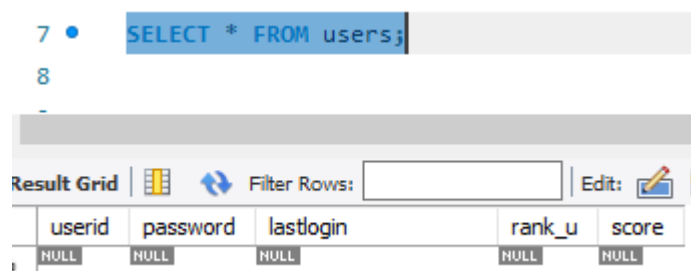 7 SELECT * FROM users;
8
Result Grid Filter Rows: Edit:
userid password lastlogin rank_u score
NULL NULL NULL NULL NULL